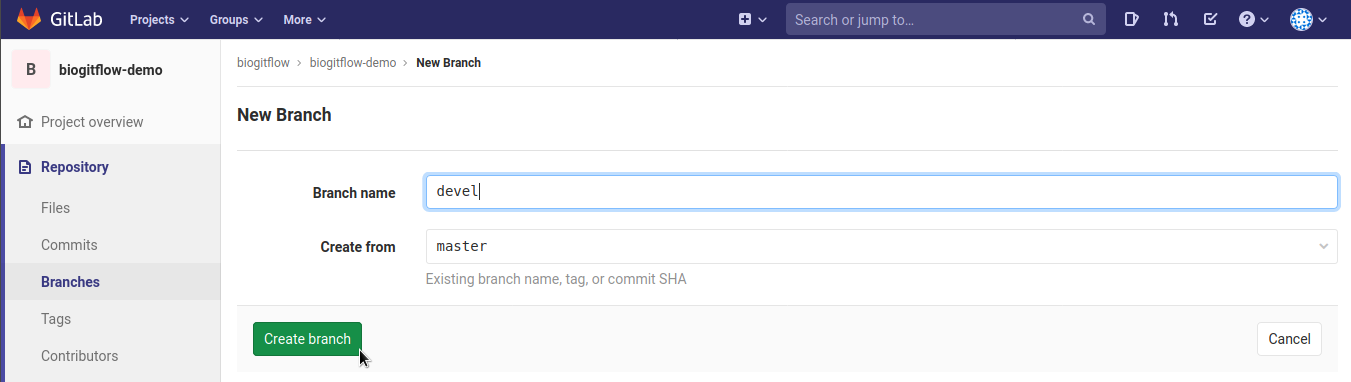 GitLab Projects Groups More Search or jump to...
B biogitflow-demo
biogitflow › biogitflow-demo › New Branch
New Branch
Project overview
Repository
Files
Commits
Branches
Tags
Contributors
Branch name devel
Create from master
Existing branch name, tag, or commit SHA
Create branch Cancel